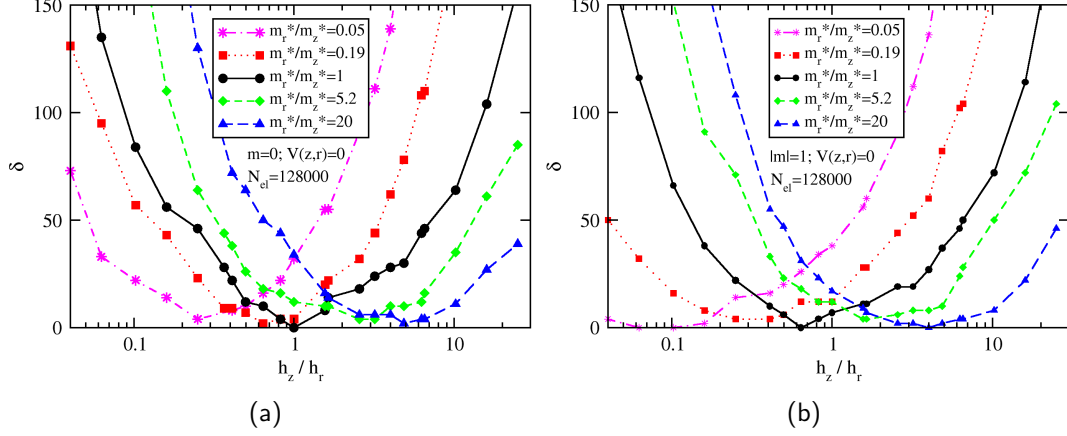 150
100
50
0
δ
0.1
1
10
h_z / h_r
m_r*/m_z*=0.05
m_r*/m_z*=0.19
m_r*/m_z*=1
m_r*/m_z*=5.2
m_r*/m_z*=20
m=0; V(z,r)=0
N_el=128000
(a)
150
100
50
0
δ
0.1
1
10
h_z / h_r
m_r*/m_z*=0.05
m_r*/m_z*=0.19
m_r*/m_z*=1
m_r*/m_z*=5.2
m_r*/m_z*=20
|m|=1; V(z,r)=0
N_el=128000
(b)